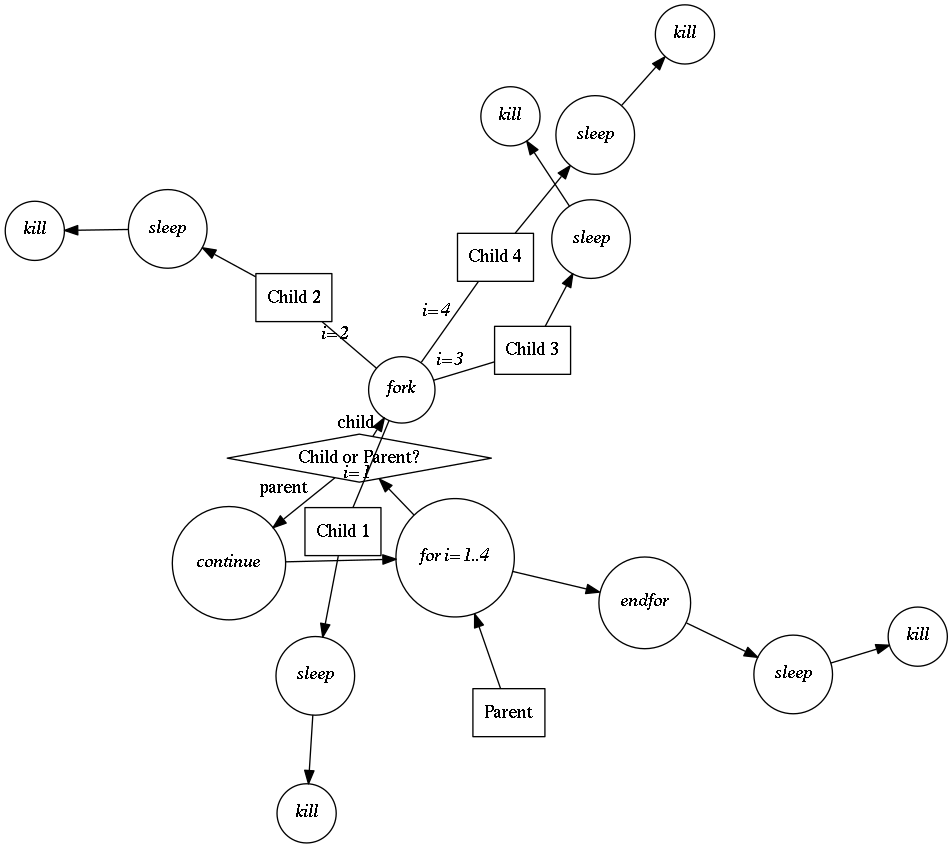 kill
kill
sleep
kill
sleep
sleep
Child 4
Child 2
i=4
i=2
Child 3
i=3
fork
child
Child or Parent?
i=1
parent
Child 1
continue
for i=1..4
endfor
kill
sleep
sleep
Parent
kill